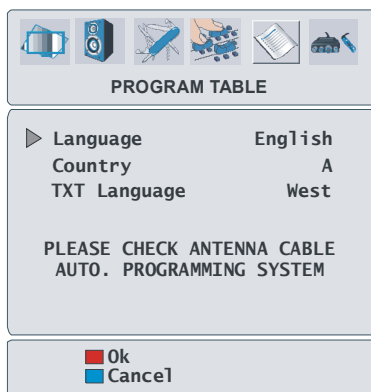 PROGRAM TABLE
Language English
Country A
TXT Language West
PLEASE CHECK ANTENNA CABLE
AUTO. PROGRAMMING SYSTEM
Ok
Cancel